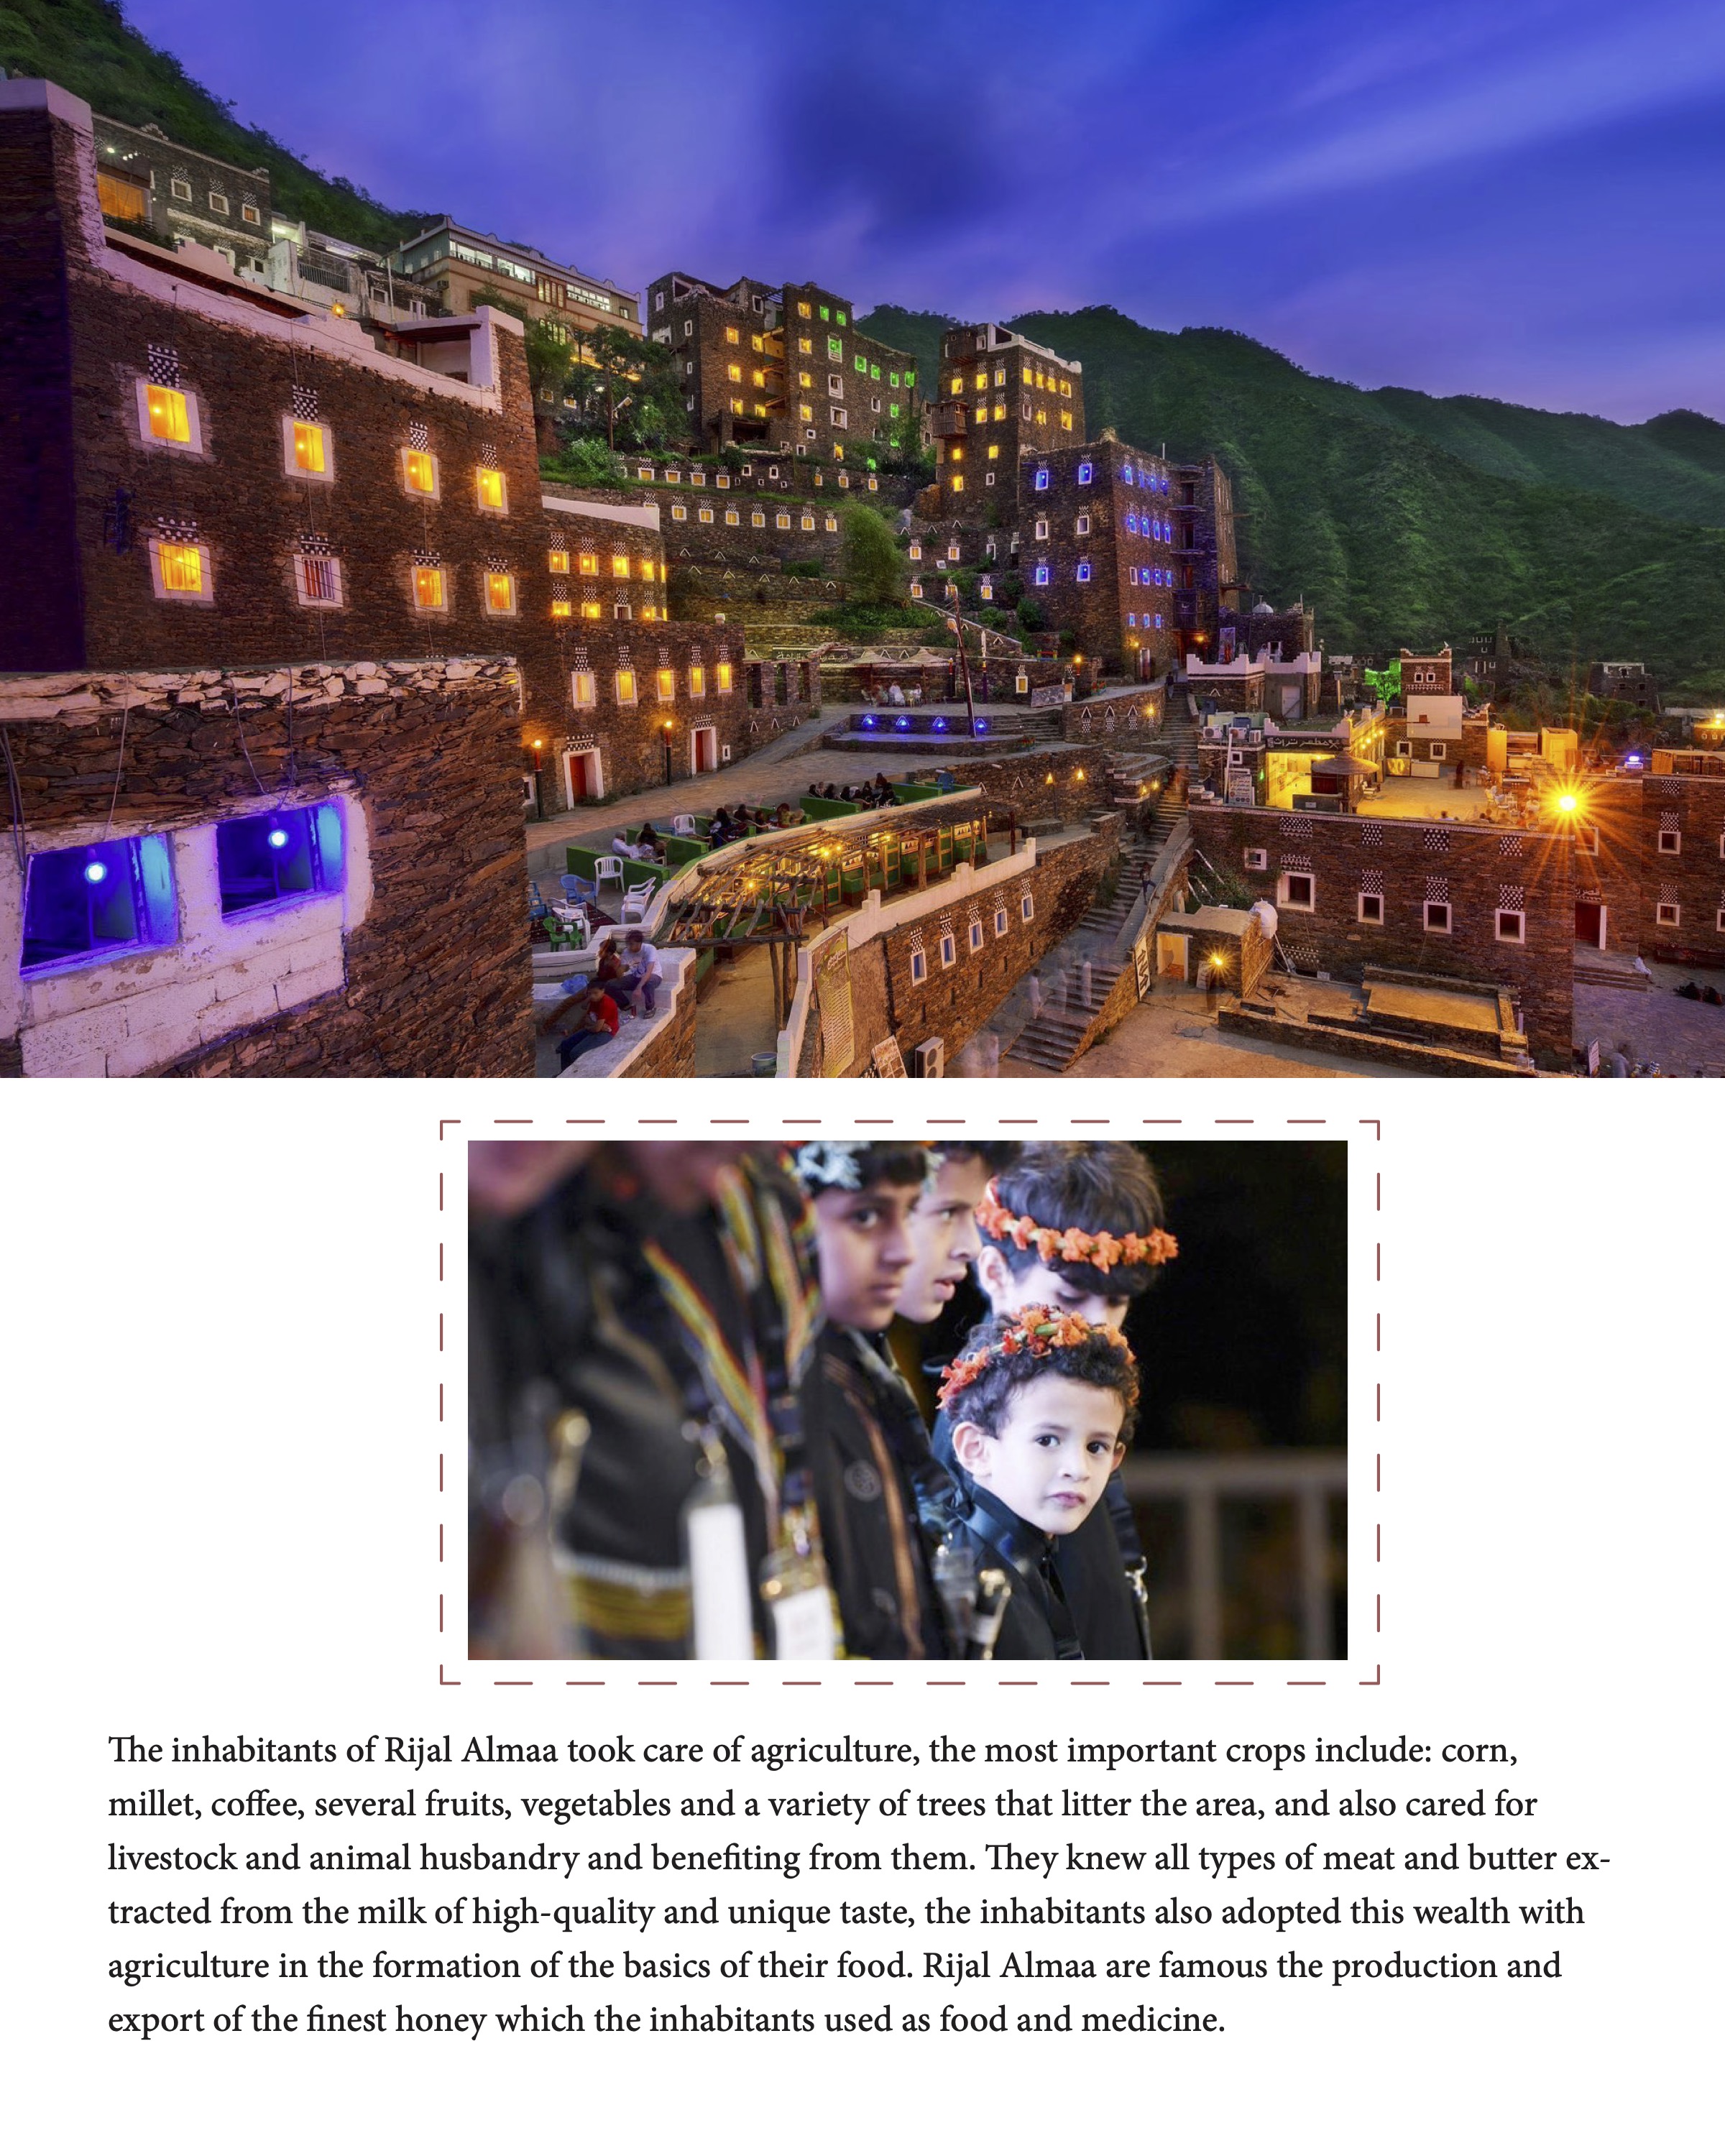 The inhabitants of Rijal Almaa took care of agriculture, the most important crops include: corn,
millet, coffee, several fruits, vegetables and a variety of trees that litter the area, and also cared for
livestock and animal husbandry and benefiting from them. They knew all types of meat and butter ex-
tracted from the milk of high-quality and unique taste, the inhabitants also adopted this wealth with
agriculture in the formation of the basics of their food. Rijal Almaa are famous the production and
export of the finest honey which the inhabitants used as food and medicine.